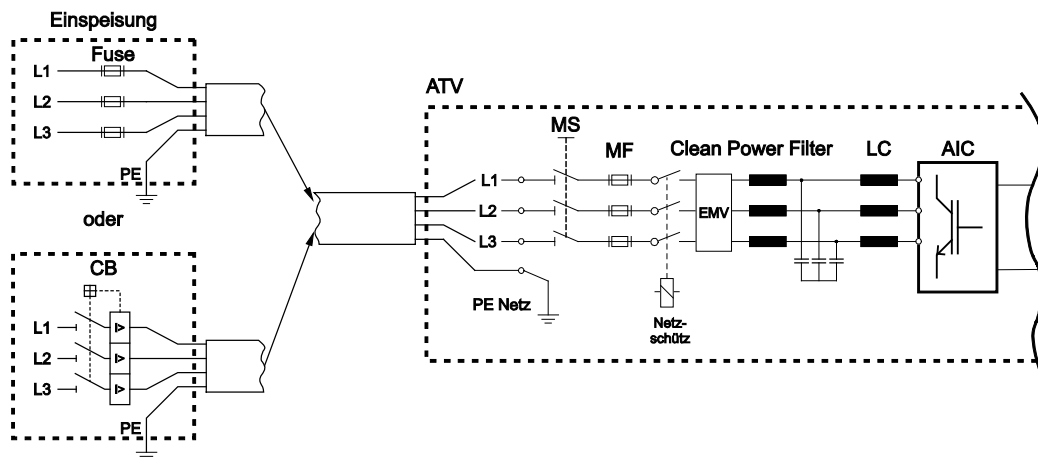 Einspeisung
Fuse
L1
L2
L3
PE
oder
CB
L1
I>
L2
I>
L3
I>
PE
ATV
MS
MF
Clean Power Filter
LC
AIC
L1
L2
L3
EMV
PE Netz
Netz-
schütz